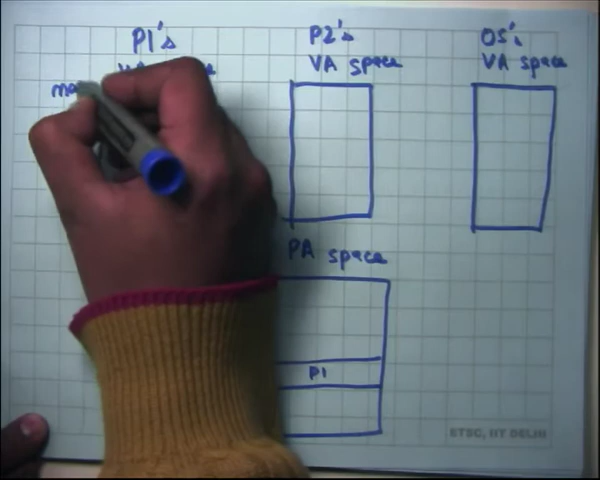 P1's
P2's
VA space
OS's
VA space
PA space
P1
ETSC, IIT DELHI